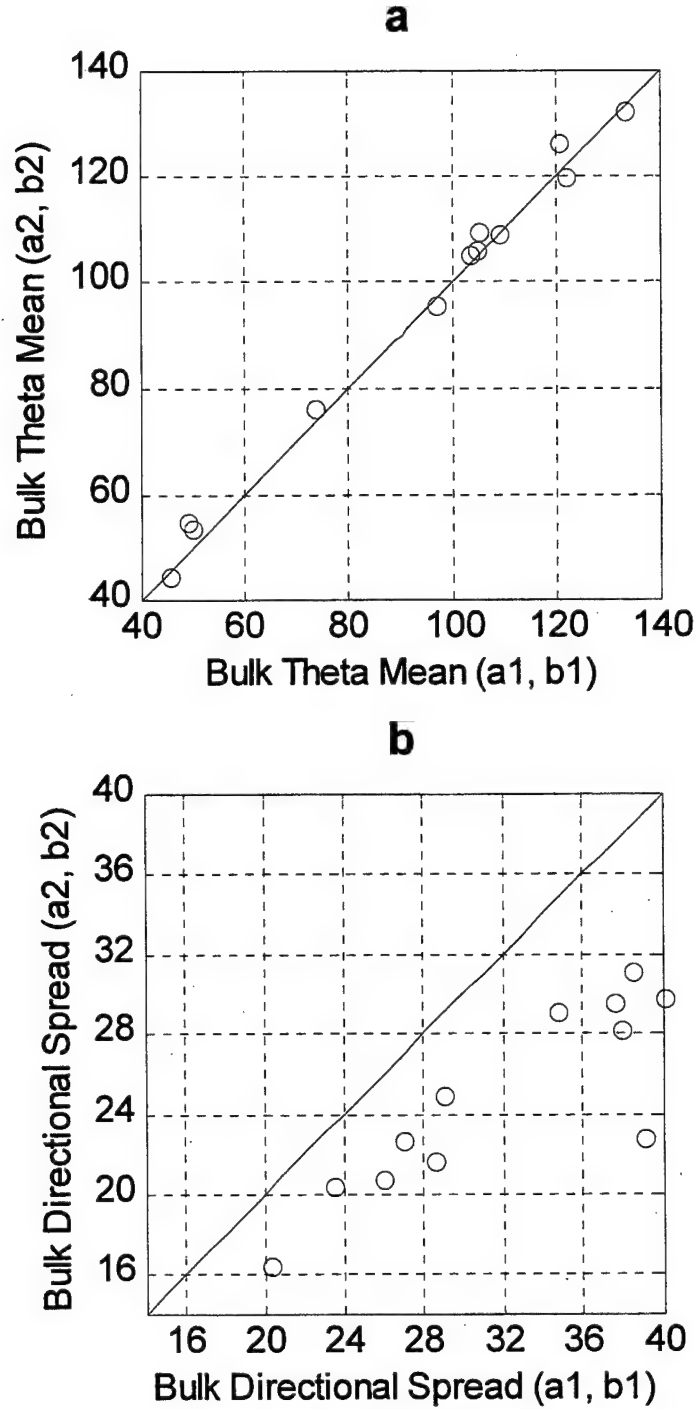 a
140
120
100
80
60
40
Bulk Theta Mean (a2, b2)
40 60 80 100 120 140
Bulk Theta Mean (a1, b1)
b
40
36
32
28
24
20
16
Bulk Directional Spread (a2, b2)
16 20 24 28 32 36 40
Bulk Directional Spread (a1, b1)